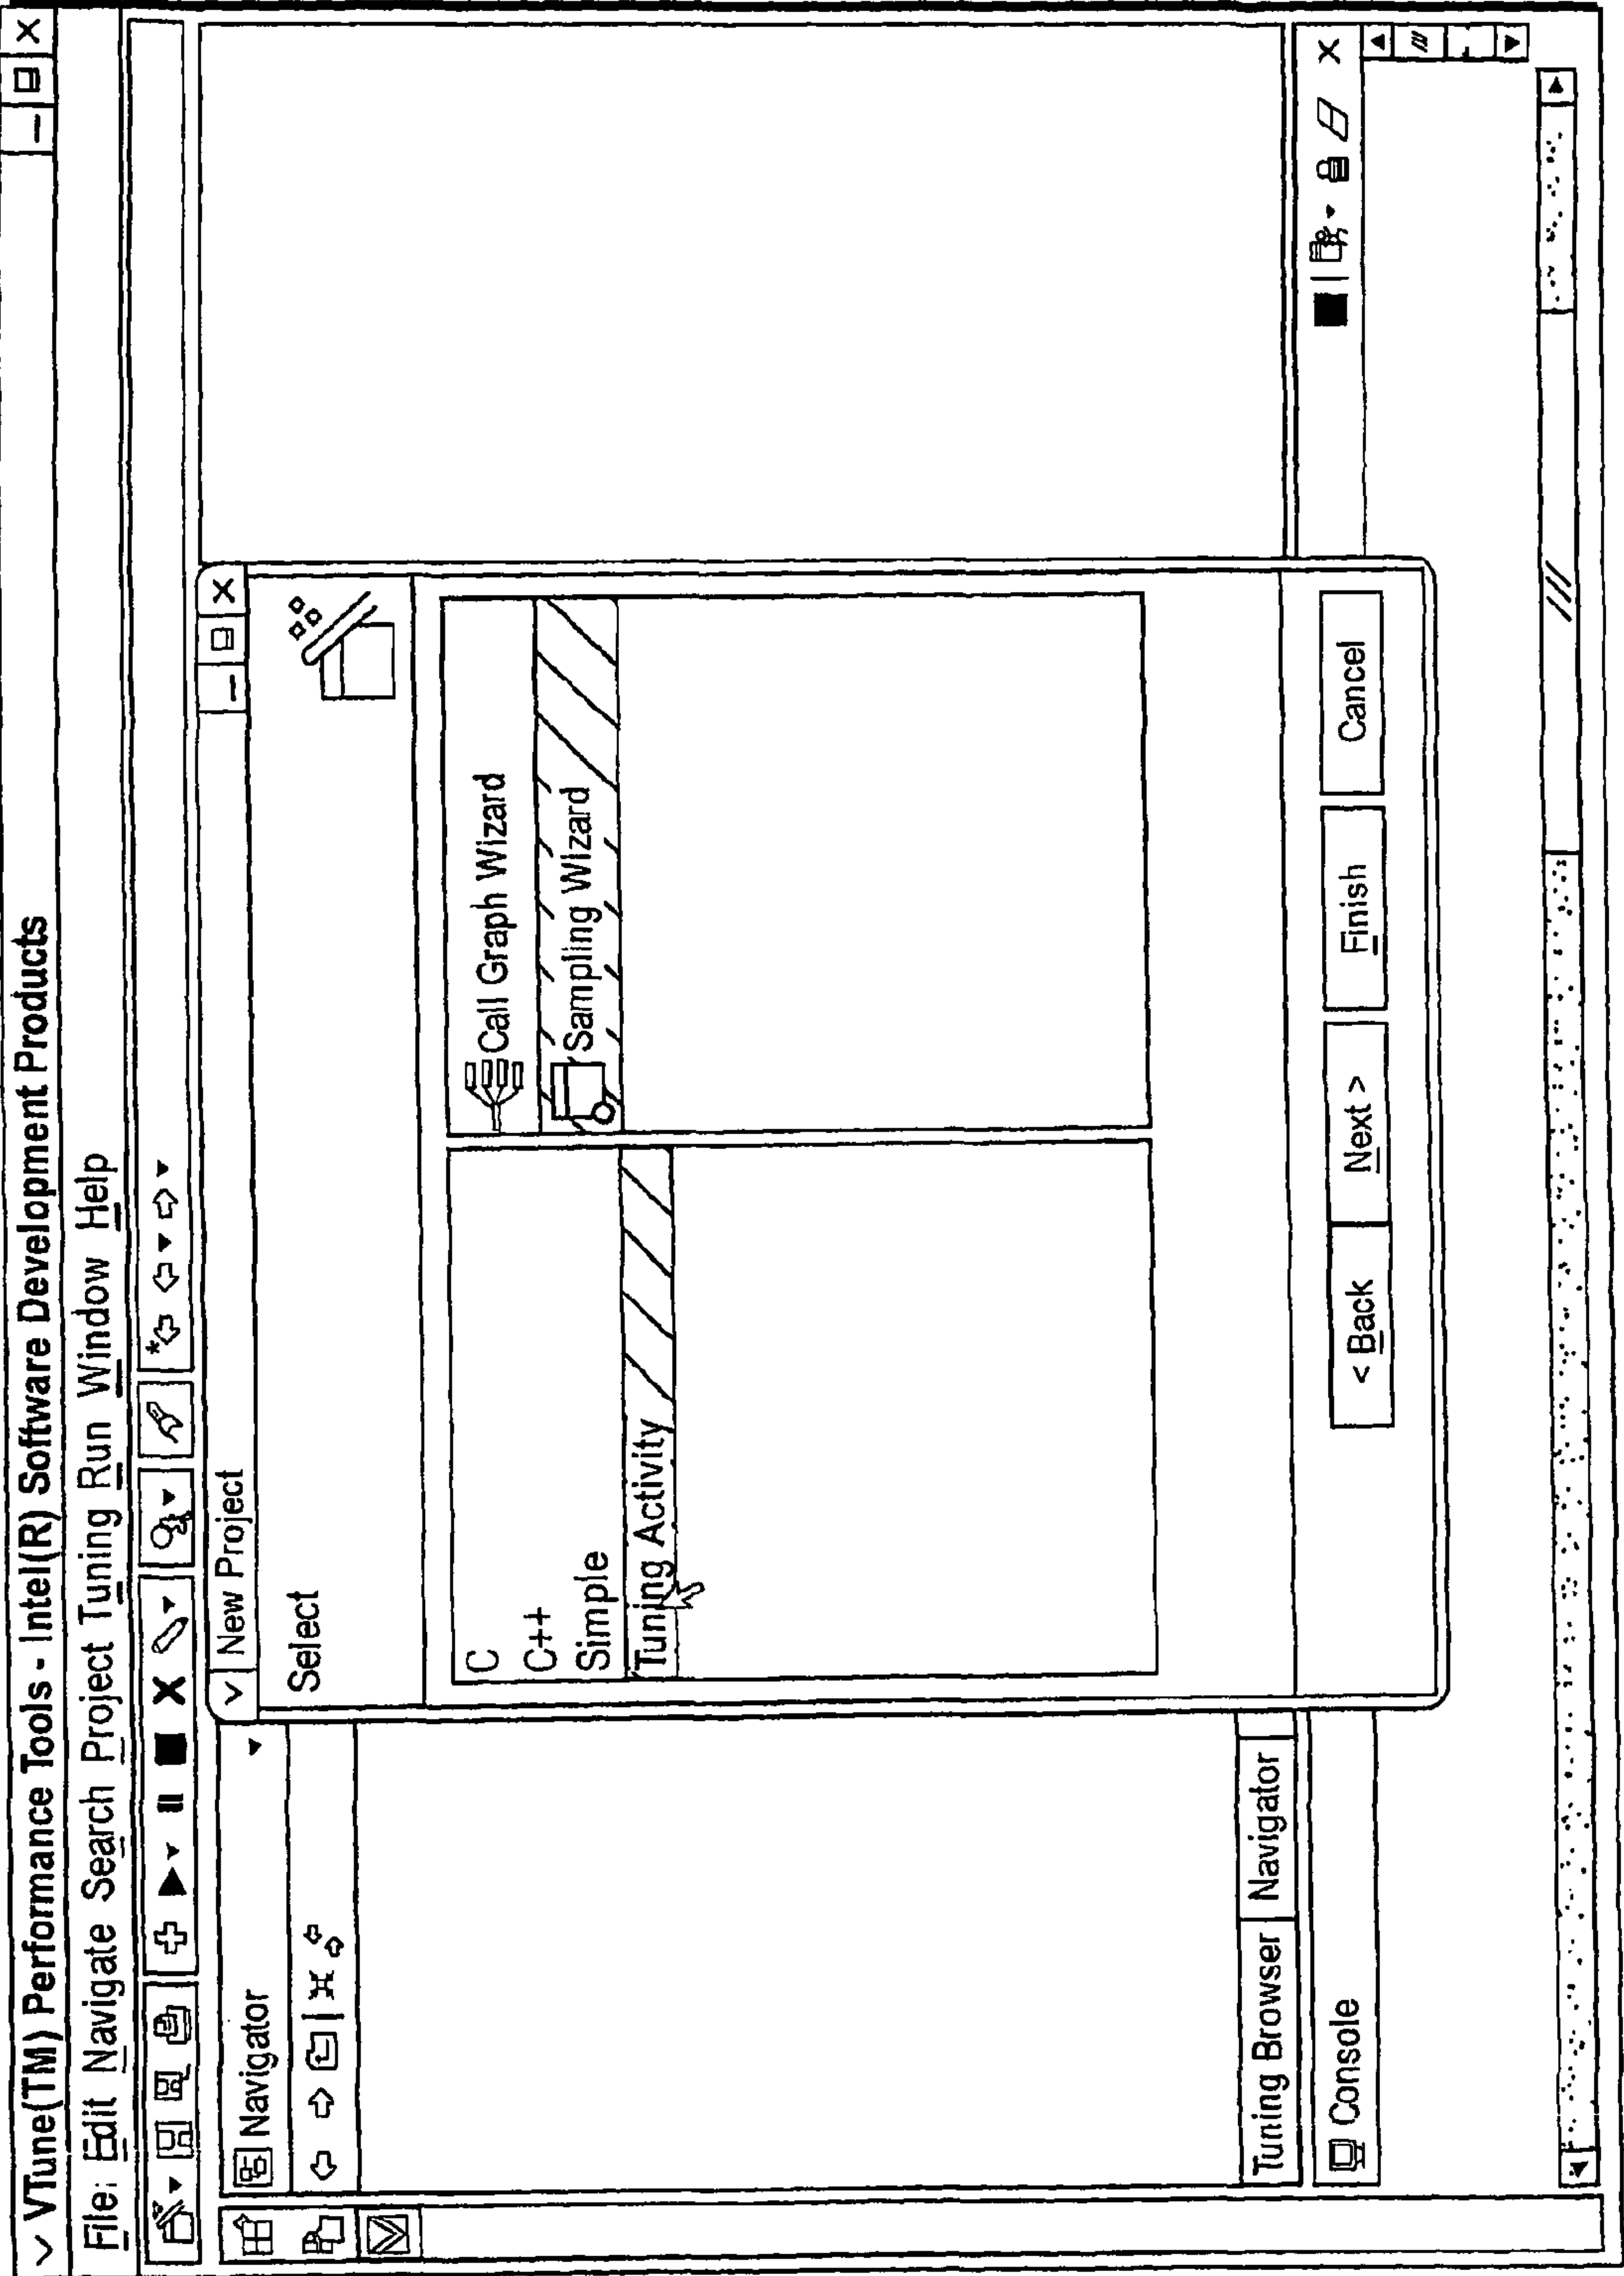 VTune(TM) Performance Tools - Intel(R) Software Development Products
File Edit Navigate Search Project Tuning Run Window Help
New Project
Navigator
Select
C
C++
Simple
Tuning Activity
Call Graph Wizard
Sampling Wizard
< Back
Next >
Finish
Cancel
Tuning Browser
Navigator
Console